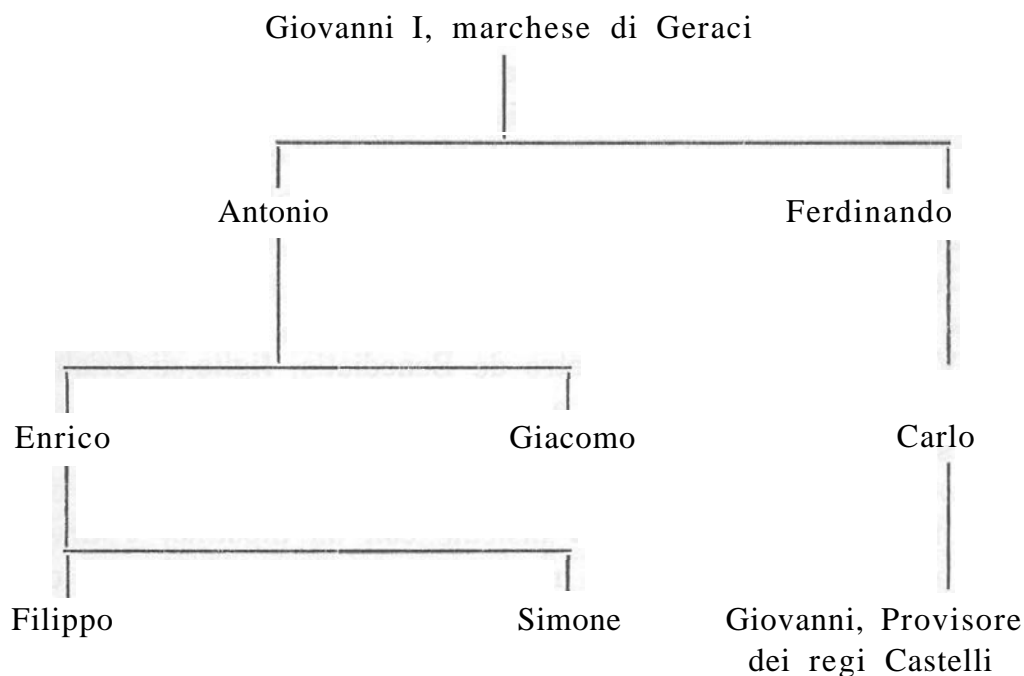 Giovanni I, marchese di Geraci
Antonio Ferdinando
Enrico Giacomo Carlo
Filippo Simone Giovanni, Provisore
dei regi Castelli